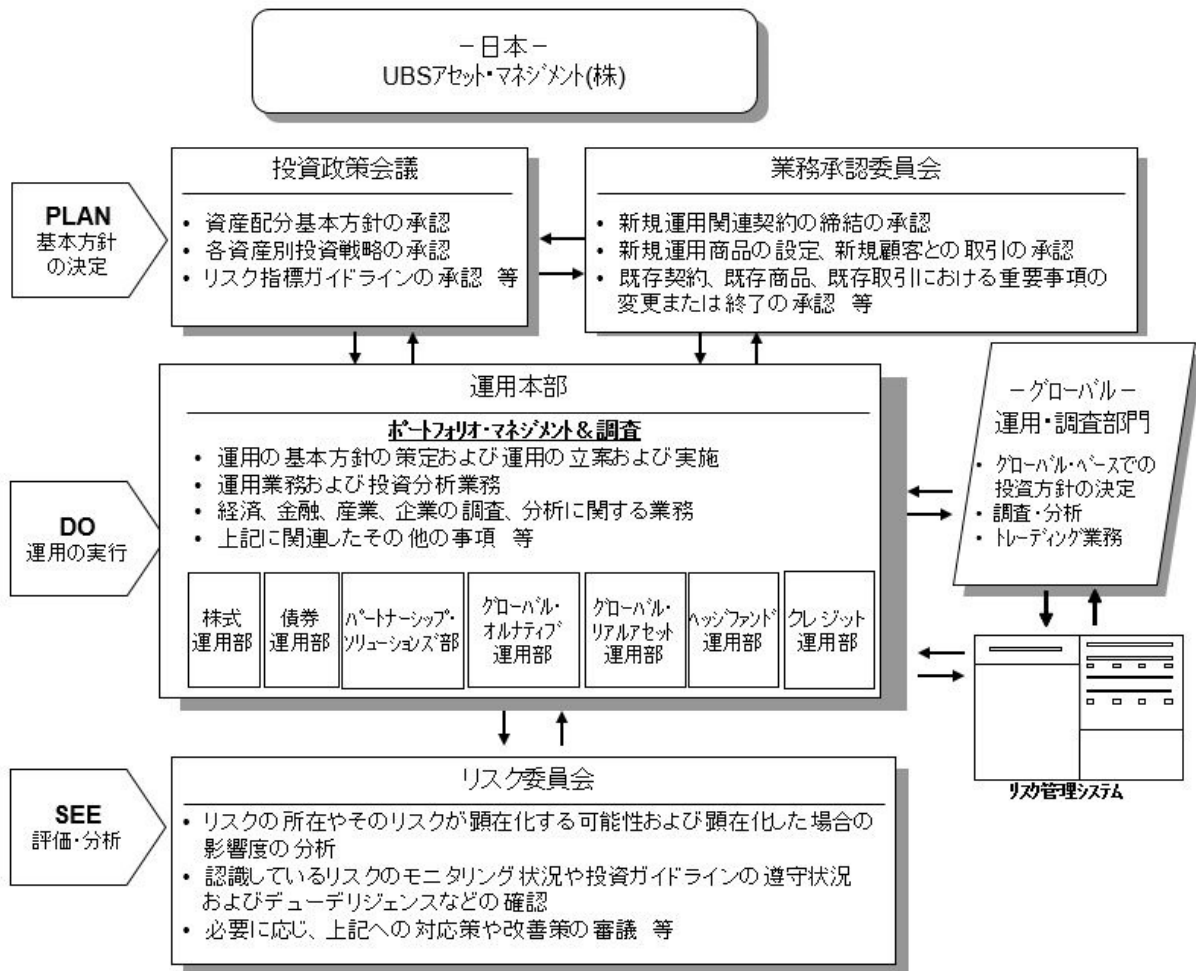 －日本－
UBSアセット・マネジメント(株)
投資政策会議
・ 資産配分基本方針の承認
・ 各資産別投資戦略の承認
・ リスク指標ガイドラインの承認 等
業務承認委員会
・ 新規運用関連契約の締結の承認
・ 新規運用商品の設定、新規顧客との取引の承認
・ 既存契約、既存商品、既存取引における重要事項の
変更または終了の承認 等
PLAN
基本方針
の決定
運用本部
ポートフォリオ・マネジメント＆調査
・ 運用の基本方針の策定および運用の立案および実施
・ 運用業務および投資分析業務
・ 経済、金融、産業、企業の調査、分析に関する業務
・ 上記に関連したその他の事項 等
DO
運用の実行
株式
運用部
債券
運用部
パートナーシップ・
ソリューションズ部
グローバル・
オルナティブ
運用部
グローバル・
リアルアセット
運用部
ヘッジファンド
運用部
クレジット
運用部
－グローバル－
運用・調査部門
・ グローバル・ベースでの
投資方針の決定
・ 調査・分析
・ トレーディング業務
リスク管理システム
SEE
評価・分析
リスク委員会
・ リスクの所在やそのリスクが顕在化する可能性および顕在化した場合の
影響度の分析
・ 認識しているリスクのモニタリング状況や投資ガイドラインの遵守状況
およびデューデリジェンスなどの確認
・ 必要に応じ、上記への対応策や改善策の審議 等